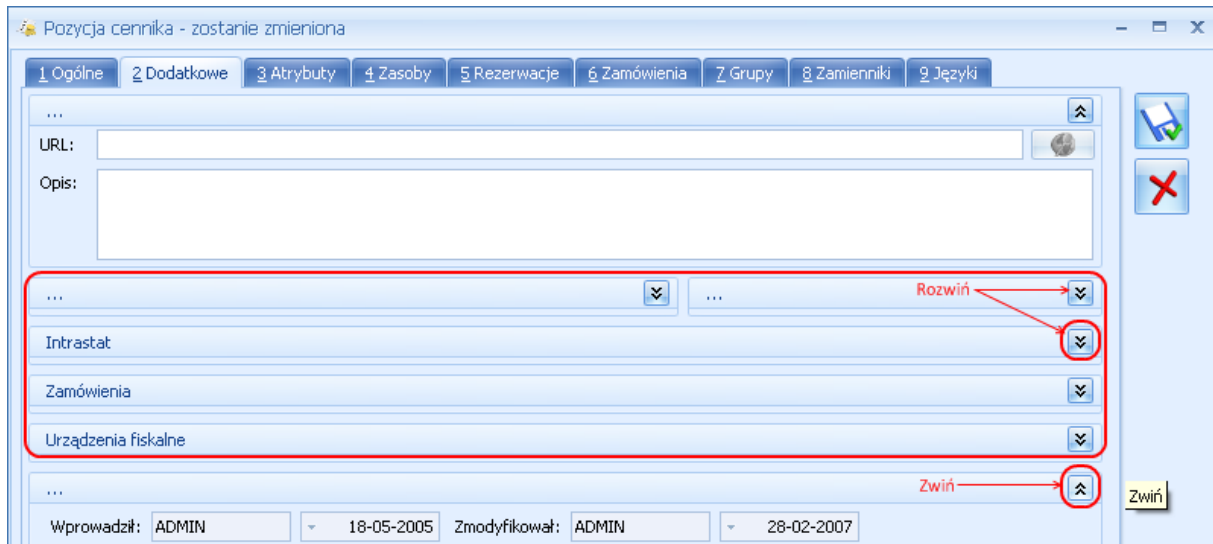 Pozycja cennika - zostanie zmieniona
1 Ogólne 2 Dodatkowe 3 Atrybuty 4 Zasoby 5 Rezerwacje 6 Zamówienia 7 Grupy 8 Zamienniki 9 Języki
...
URL:
Opis:
... ... Rozwiń
Intrastat
Zamówienia
Urządzenia fiskalne
... Zwiń
Zwiń
Wprowadził: ADMIN 18-05-2005 Zmodyfikował: ADMIN 28-02-2007